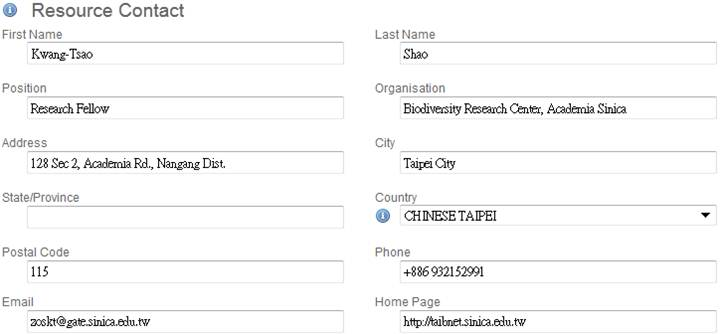 Resource Contact
First Name Last Name
Kwang-Tsao Shao
Position Organisation
Research Fellow Biodiversity Research Center, Academia Sinica
Address City
128 Sec 2, Academia Rd., Nangang Dist. Taipei City
State/Province Country
CHINESE TAIPEI
Postal Code Phone
115 +886 932152991
Email Home Page
zoskt@gate.sinica.edu.tw http://taibnet.sinica.edu.tw